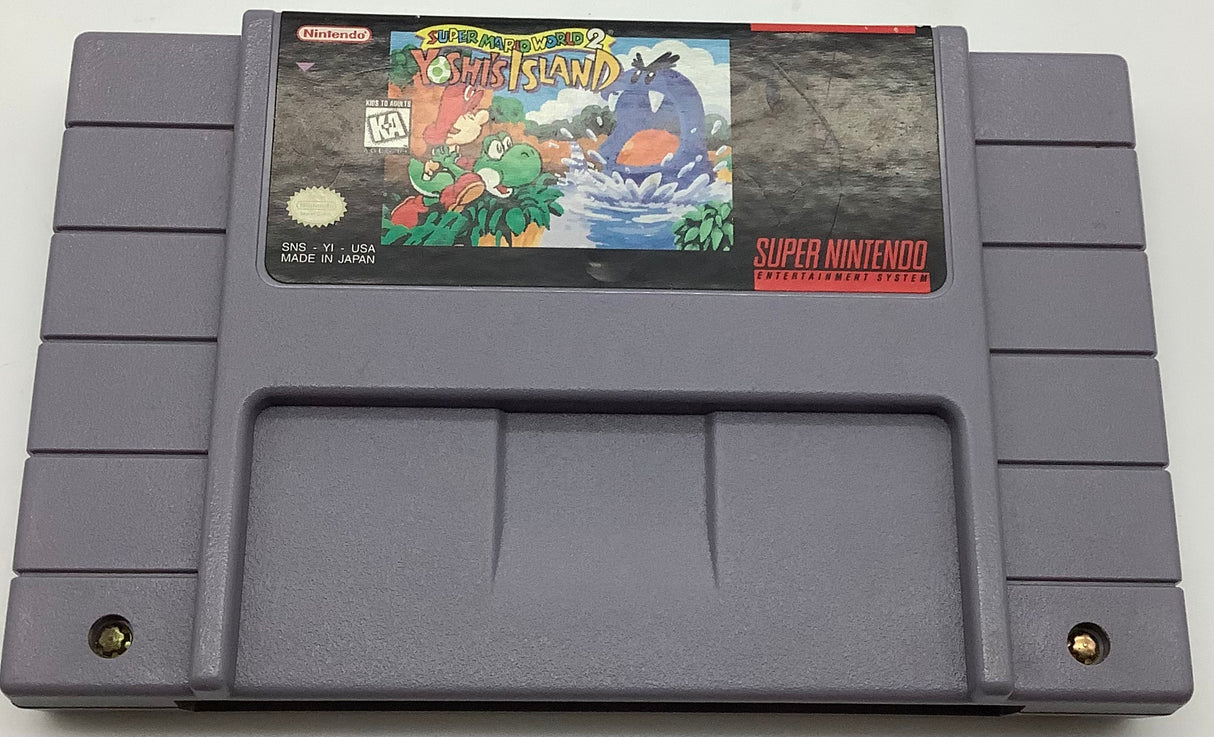 Nintendo®
SUPER MARIO WORLD 2
YOSHI'S ISLAND
KIDS TO ADULTS
K-A
Nintendo
SNS - YI - USA
MADE IN JAPAN
SUPER NINTENDO
ENTERTAINMENT SYSTEM